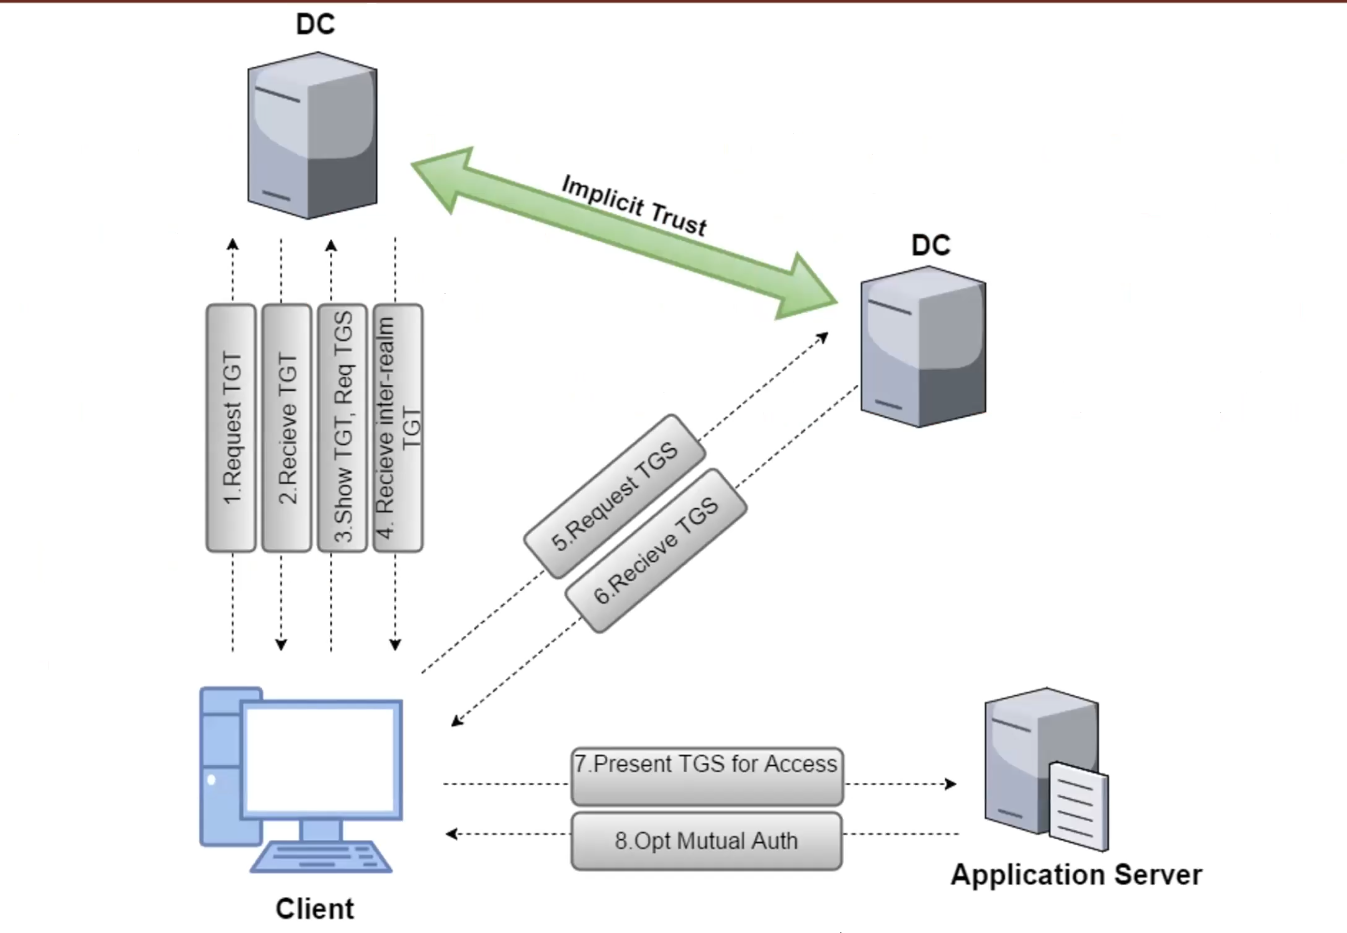 DC
Implicit Trust
DC
1.Request TGT
2.Recieve TGT
3.Show TGT, Req TGS
4. Recieve inter-realm
TGT
5.Request TGS
6.Recieve TGS
7.Present TGS for Access
8.Opt Mutual Auth
Application Server
Client